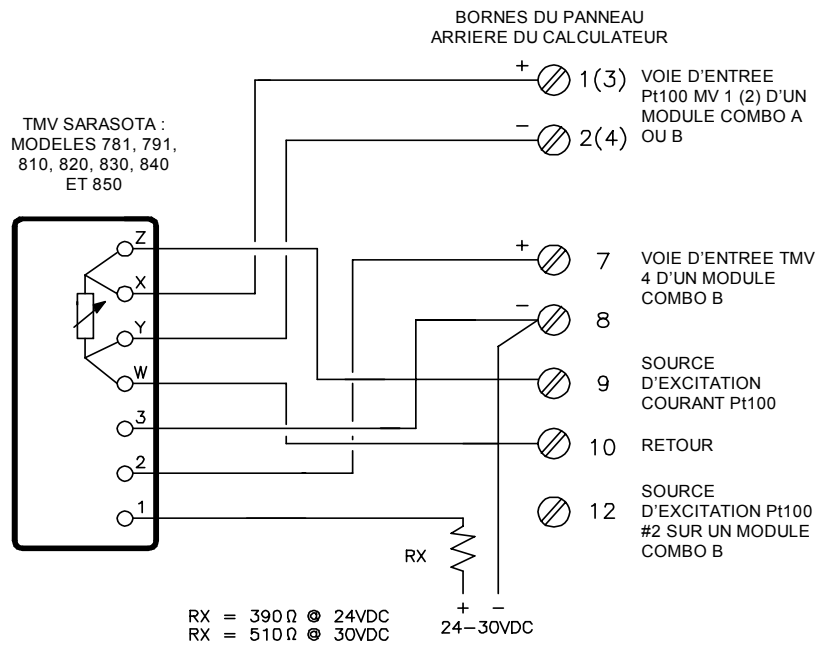 BORNES DU PANNEAU
ARRIERE DU CALCULATEUR
TMV SARASOTA :
MODELES 781, 791,
810, 820, 830, 840
ET 850
+ 1(3) VOIE D'ENTREE
Pt100 MV 1 (2) D'UN
MODULE COMBO A
− 2(4) OU B
Z
X
Y
W
3
2
1
+ 7 VOIE D'ENTREE TMV
4 D'UN MODULE
COMBO B
− 8
9 SOURCE
D'EXCITATION
COURANT Pt100
10 RETOUR
12 SOURCE
D'EXCITATION Pt100
#2 SUR UN MODULE
COMBO B
RX
+ −
24−30VDC
RX = 390Ω @ 24VDC
RX = 510Ω @ 30VDC